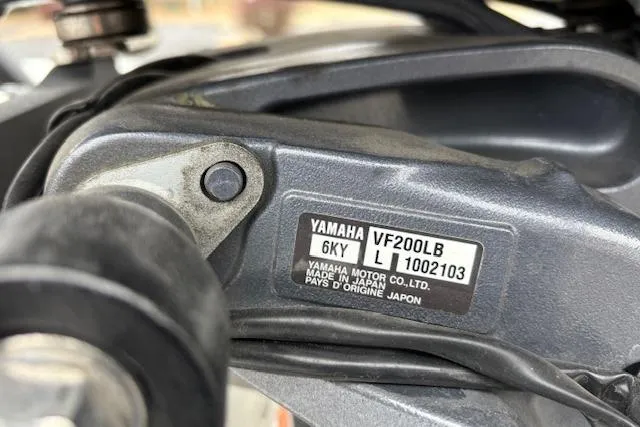 YAMAHA VF200LB
6KY L 1002103
YAMAHA MOTOR CO.,LTD.
MADE IN JAPAN
PAYS D'ORIGINE JAPON